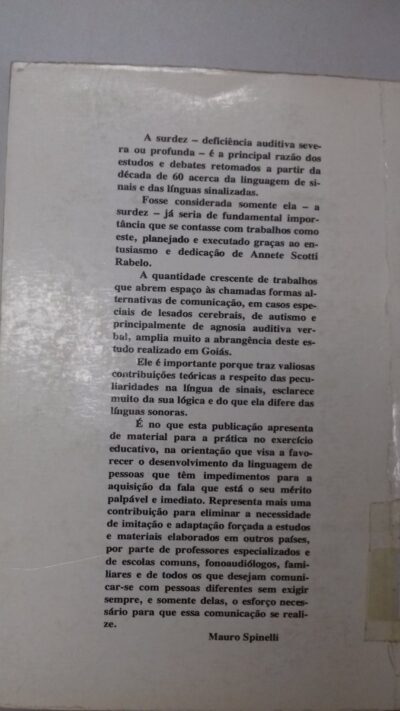 A surdez – deficiência auditiva seve-
ra ou profunda – é a principal razão dos
estudos e debates retomados a partir da
década de 60 acerca da linguagem de si-
nais e das línguas sinalizadas.
Fosse considerada somente ela – a
surdez – já seria de fundamental impor-
tância que se contasse com trabalhos como
este, planejado e executado graças ao en-
tusiasmo e dedicação de Annete Scotti
Rabelo.
A quantidade crescente de trabalhos
que abrem espaço às chamadas formas al-
ternativas de comunicação, em casos espe-
ciais de lesados cerebrais, de autismo e
principalmente de agnosia auditiva ver-
bal, amplia muito a abrangência deste es-
tudo realizado em Goiás.
Ele é importante porque traz valiosas
contribuições teóricas a respeito das pecu-
liaridades na língua de sinais, esclarece
muito da sua lógica e do que ela difere das
línguas sonoras.
É no que esta publicação apresenta
de material para a prática no exercício
educativo, na orientação que visa a favo-
recer o desenvolvimento da linguagem de
pessoas que têm impedimentos para a
aquisição da fala que está o seu mérito
palpável e imediato. Representa mais uma
contribuição para eliminar a necessidade
de imitação e adaptação forçada a estudos
e materiais elaborados em outros países,
por parte de professores especializados e
de escolas comuns, fonoaudiólogos, fami-
liares e de todos os que desejam comuni-
car-se com pessoas diferentes sem exigir
sempre, e somente delas, o esforço neces-
sário para que essa comunicação se reali-
ze.
Mauro Spinelli